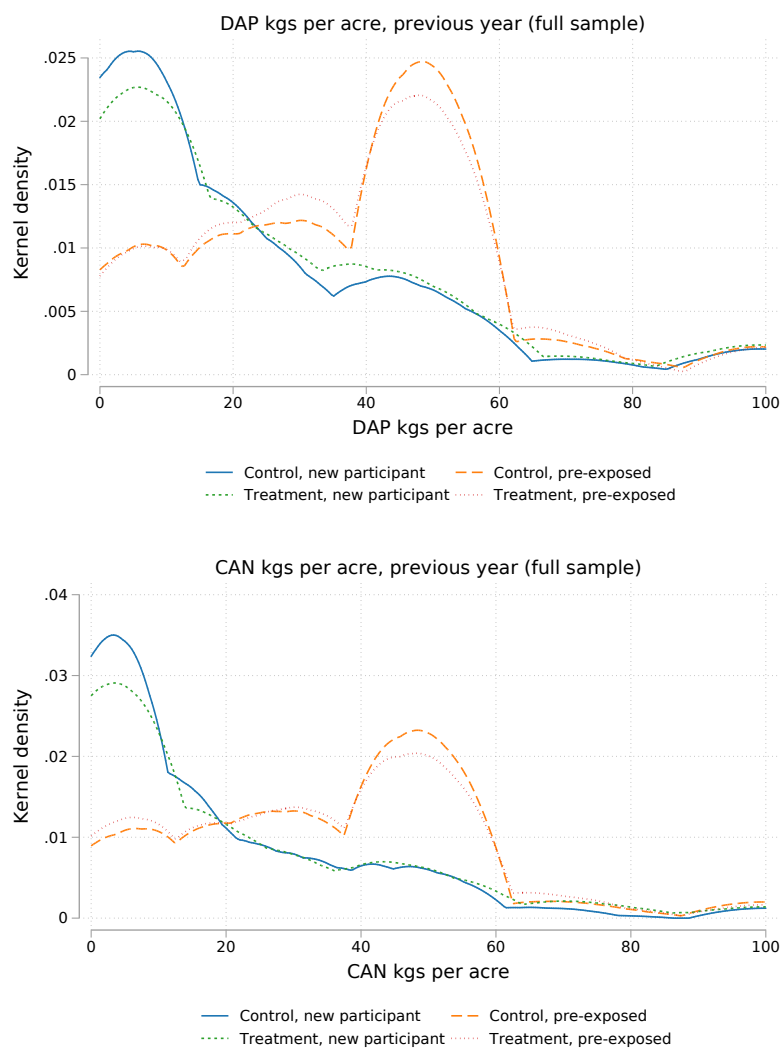 DAP kgs per acre, previous year (full sample)
.025
.02
.015
.01
.005
0
Kernel density
0 20 40 60 80 100
DAP kgs per acre
Control, new participant Control, pre-exposed
Treatment, new participant Treatment, pre-exposed
CAN kgs per acre, previous year (full sample)
.04
.03
.02
.01
0
Kernel density
0 20 40 60 80 100
CAN kgs per acre
Control, new participant Control, pre-exposed
Treatment, new participant Treatment, pre-exposed